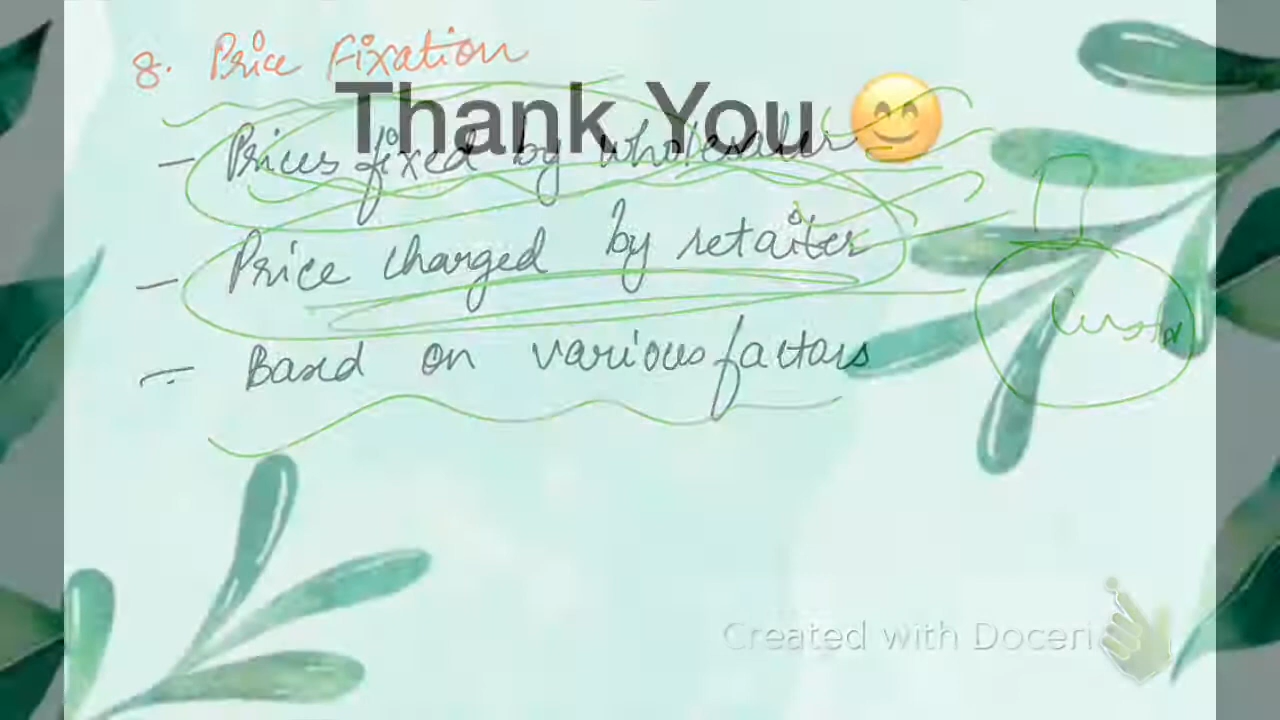 8. Price Fixation
Thank You 😊
– Prices fixed by wholesaler
– Price charged by retailer
– Based on various factors
Created with Doceri